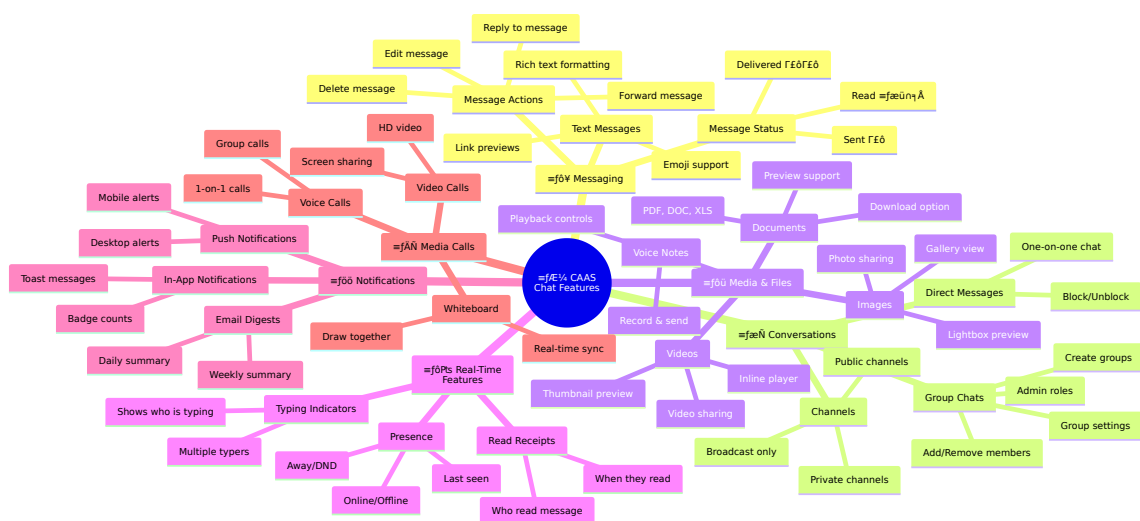 ≡ƒÆ¼ CAAS
Chat Features
≡ƒô¥ Messaging
Message Actions
Reply to message
Edit message
Delete message
Forward message
Text Messages
Rich text formatting
Link previews
Emoji support
Message Status
Delivered Γ£ôΓ£ô
Sent Γ£ô
Playback controls
Voice Notes
Record & send
≡ƒôü Media & Files
Documents
Preview support
PDF, DOC, XLS
Download option
Images
Photo sharing
Gallery view
Lightbox preview
Videos
Thumbnail preview
Video sharing
Inline player
≡ƒæÑ Conversations
Direct Messages
One-on-one chat
Block/Unblock
Group Chats
Create groups
Admin roles
Group settings
Add/Remove members
Channels
Public channels
Broadcast only
Private channels
Real-Time
Features
Typing Indicators
Shows who is typing
Multiple typers
Presence
Away/DND
Online/Offline
Last seen
Read Receipts
When they read
Who read message
≡ƒöö Notifications
Push Notifications
Mobile alerts
Desktop alerts
In-App Notifications
Toast messages
Badge counts
Email Digests
Daily summary
Weekly summary
≡ƒÄÑ Media Calls
Voice Calls
Group calls
1-on-1 calls
Video Calls
HD video
Screen sharing
Whiteboard
Draw together
Real-time sync
Read